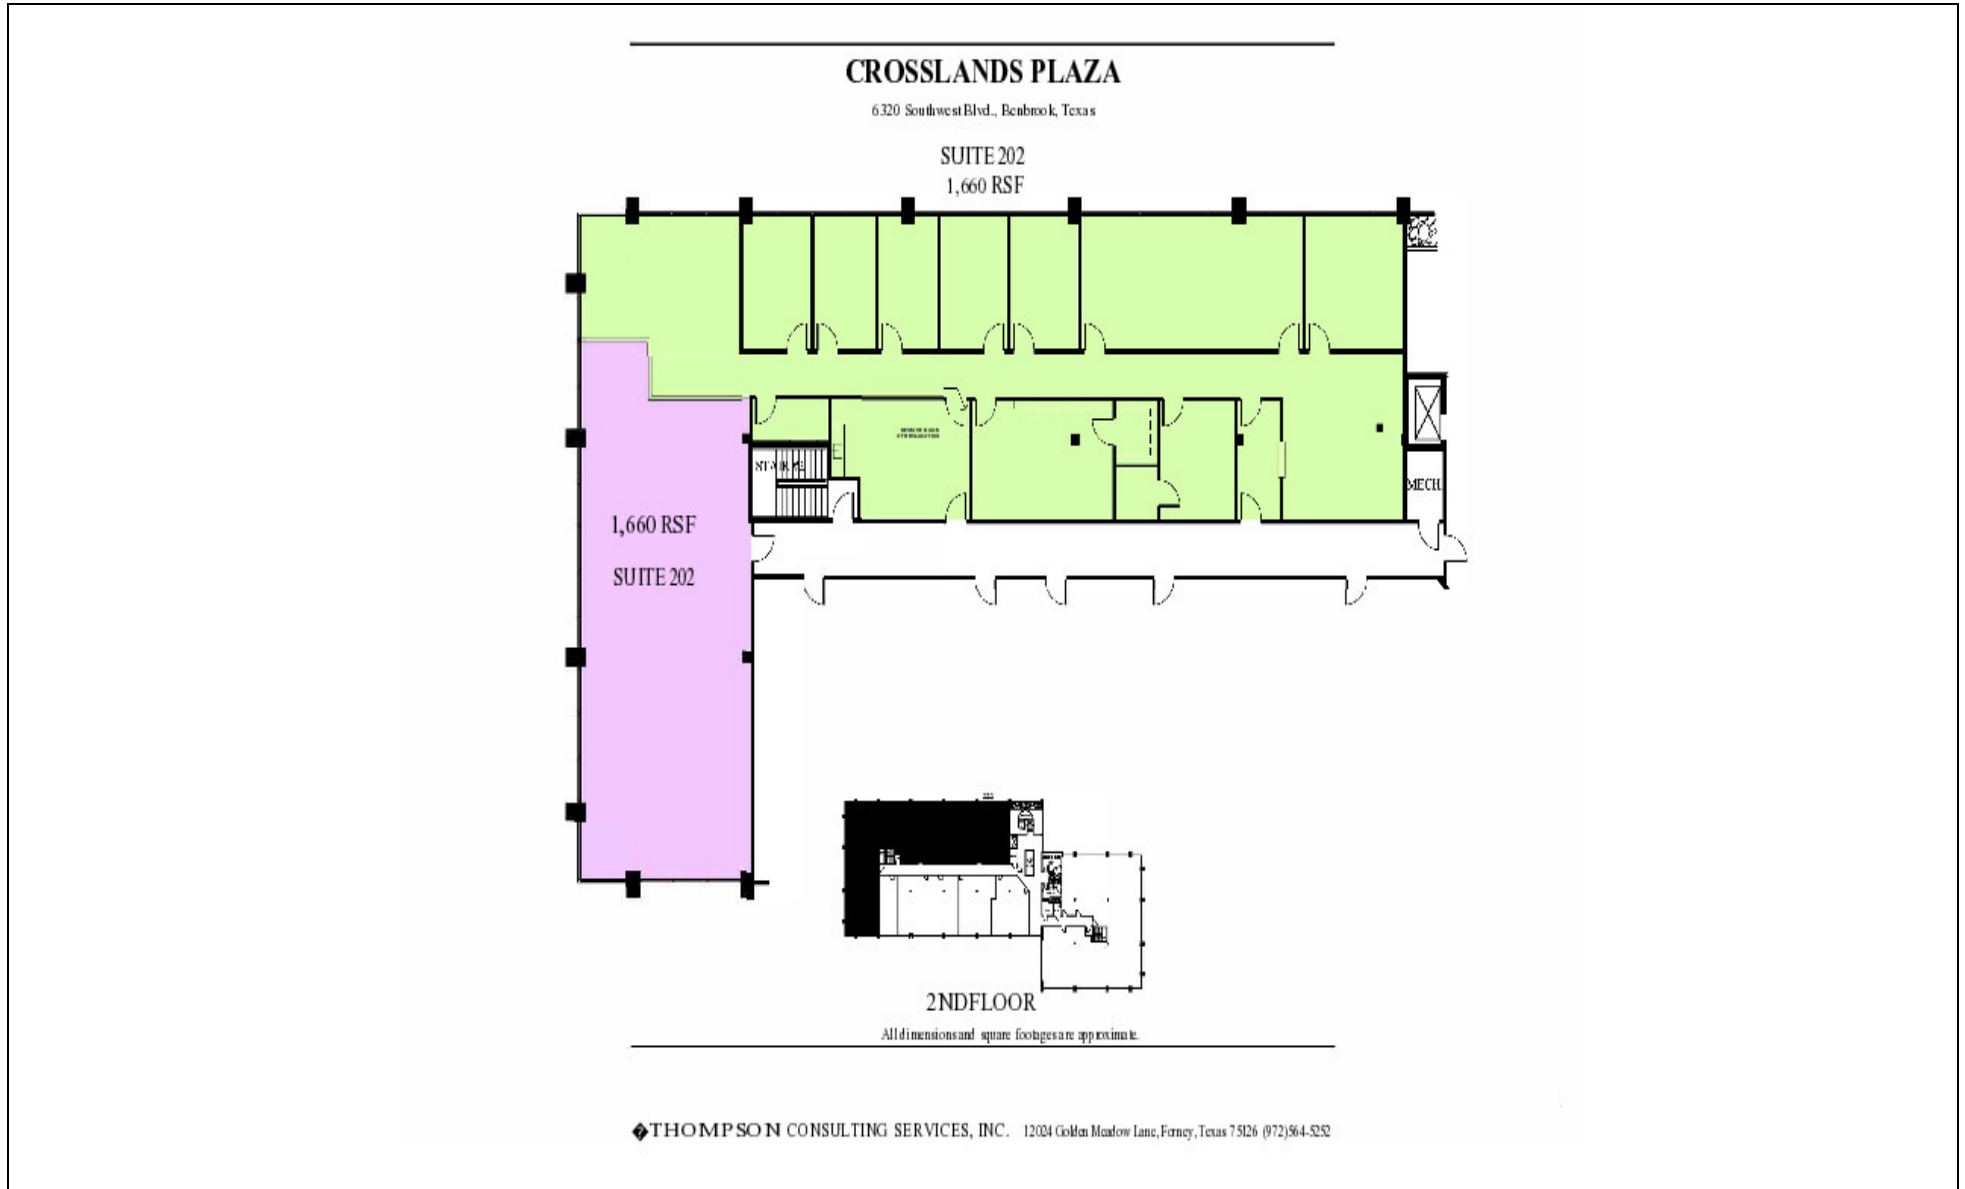 CROSSLANDS PLAZA
6320 Southwest Blvd., Benbrook, Texas
SUITE 202
1,660 RSF
STAIR #2
MECH.
1,660 RSF
SUITE 202
2NDFLOOR
All dimensions and square footages are approximate.
THOMPSON CONSULTING SERVICES, INC. 12024 Golden Meadow Lane, Forney, Texas 75126 (972)564-5252